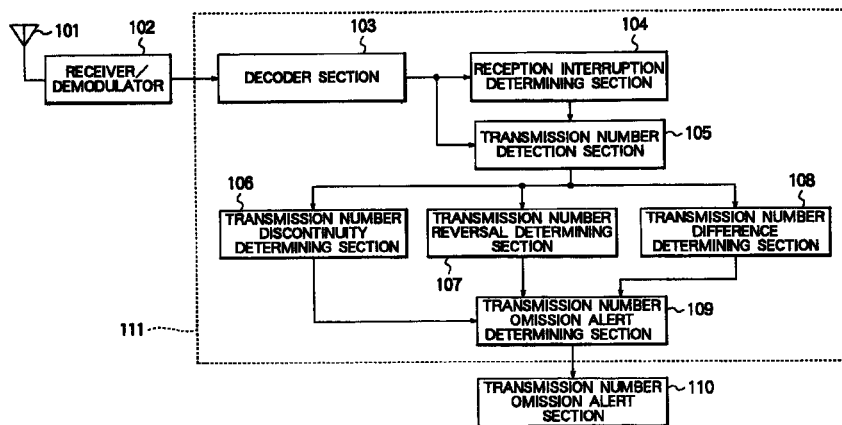 101
102
RECEIVER/
DEMODULATOR
103
DECODER SECTION
104
RECEPTION INTERRUPTION
DETERMINING SECTION
TRANSMISSION NUMBER
DETECTION SECTION
105
106
TRANSMISSION NUMBER
DISCONTINUITY
DETERMINING SECTION
TRANSMISSION NUMBER
REVERSAL DETERMINING
SECTION
107
108
TRANSMISSION NUMBER
DIFFERENCE
DETERMINING SECTION
TRANSMISSION NUMBER
OMISSION ALERT
DETERMINING SECTION
109
111
TRANSMISSION NUMBER
OMISSION ALERT
SECTION
110